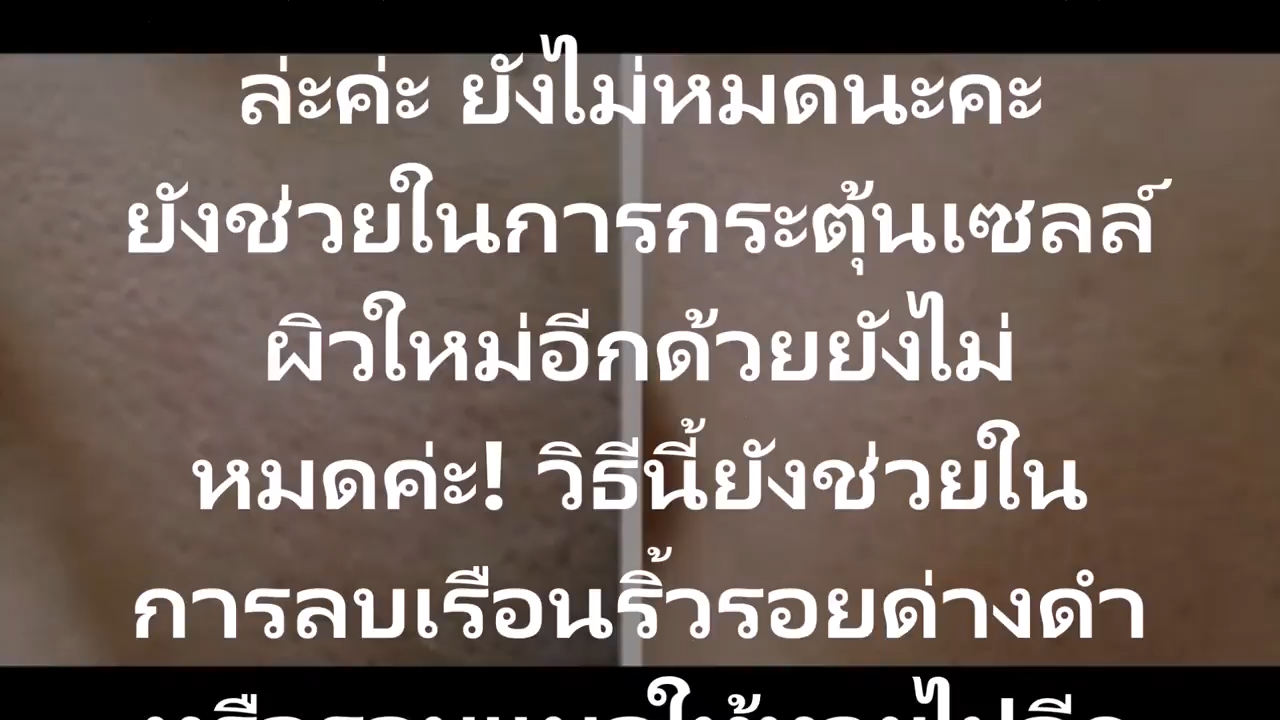 ล่ะค่ะ ยังไม่หมดนะคะ
ยังช่วยในการกระตุ้นเซลล์
ผิวใหม่อีกด้วยยังไม่
หมดค่ะ! วิธีนี้ยังช่วยใน
การลบเรือนริ้วรอยด่างดำ